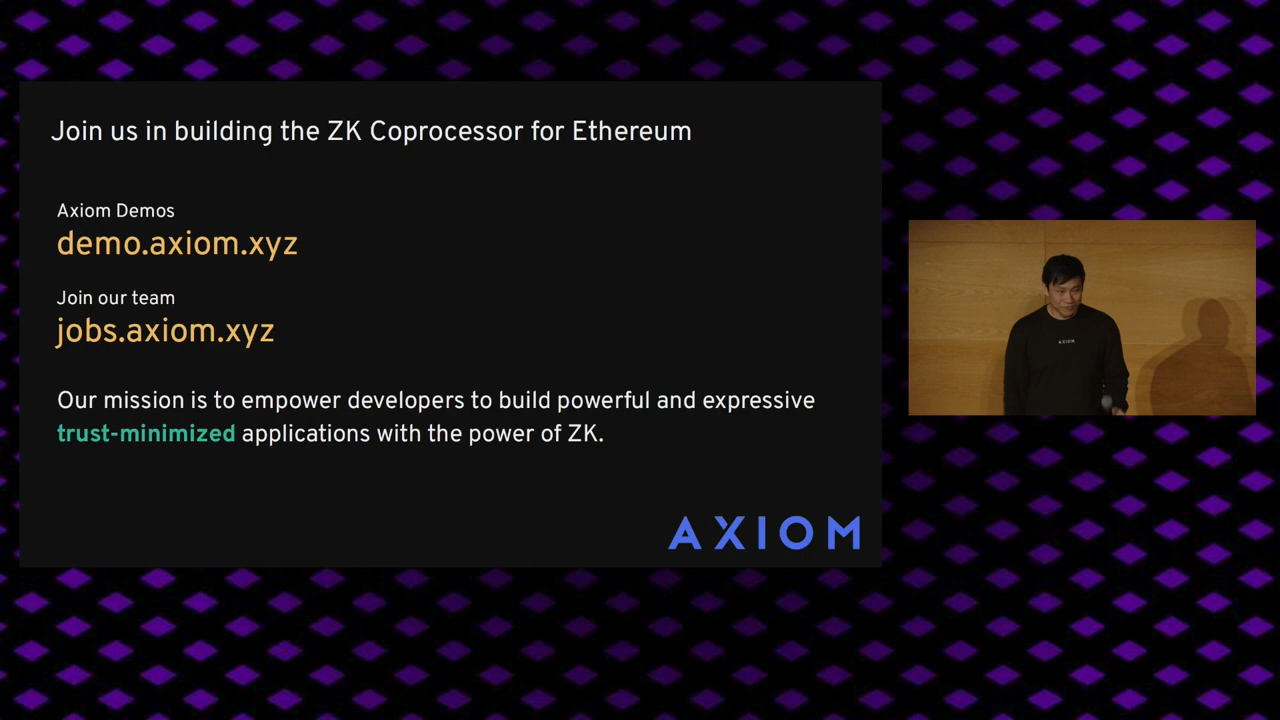 Join us in building the ZK Coprocessor for Ethereum
Axiom Demos
demo.axiom.xyz
Join our team
jobs.axiom.xyz
Our mission is to empower developers to build powerful and expressive
trust-minimized applications with the power of ZK.
AXIOM
AXIOM